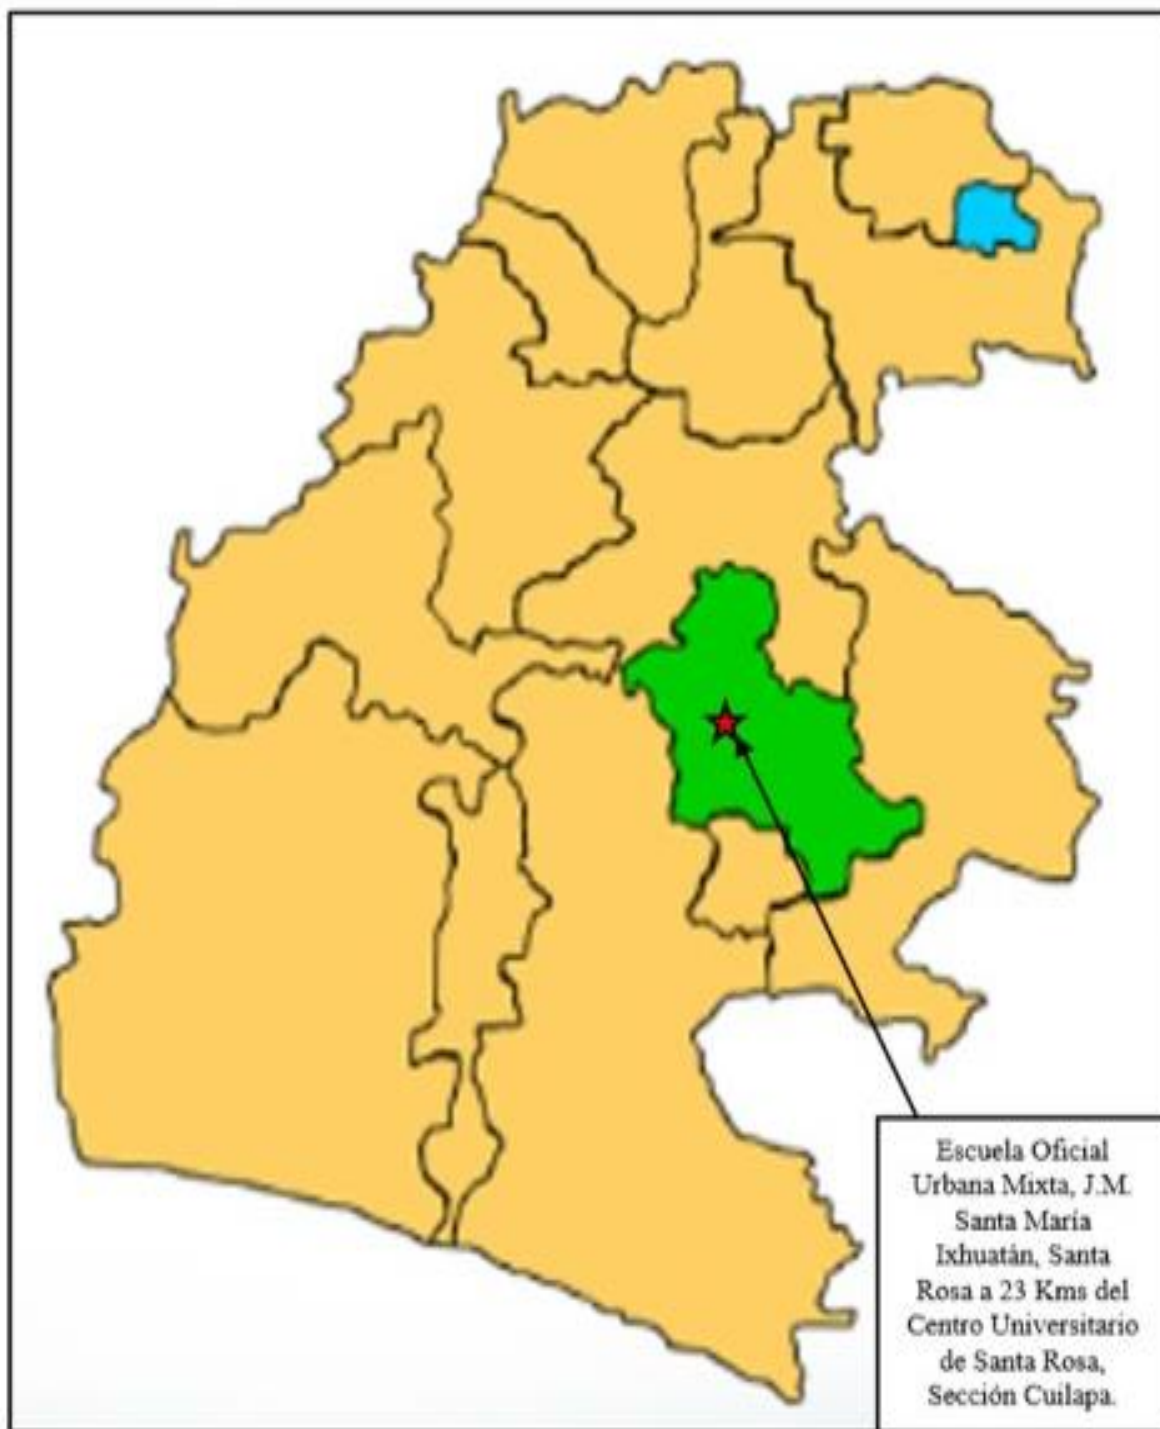 Escuela Oficial
Urbana Mixta, J.M.
Santa María
Ixhuatán, Santa
Rosa a 23 Kms del
Centro Universitario
de Santa Rosa,
Sección Cuilapa.